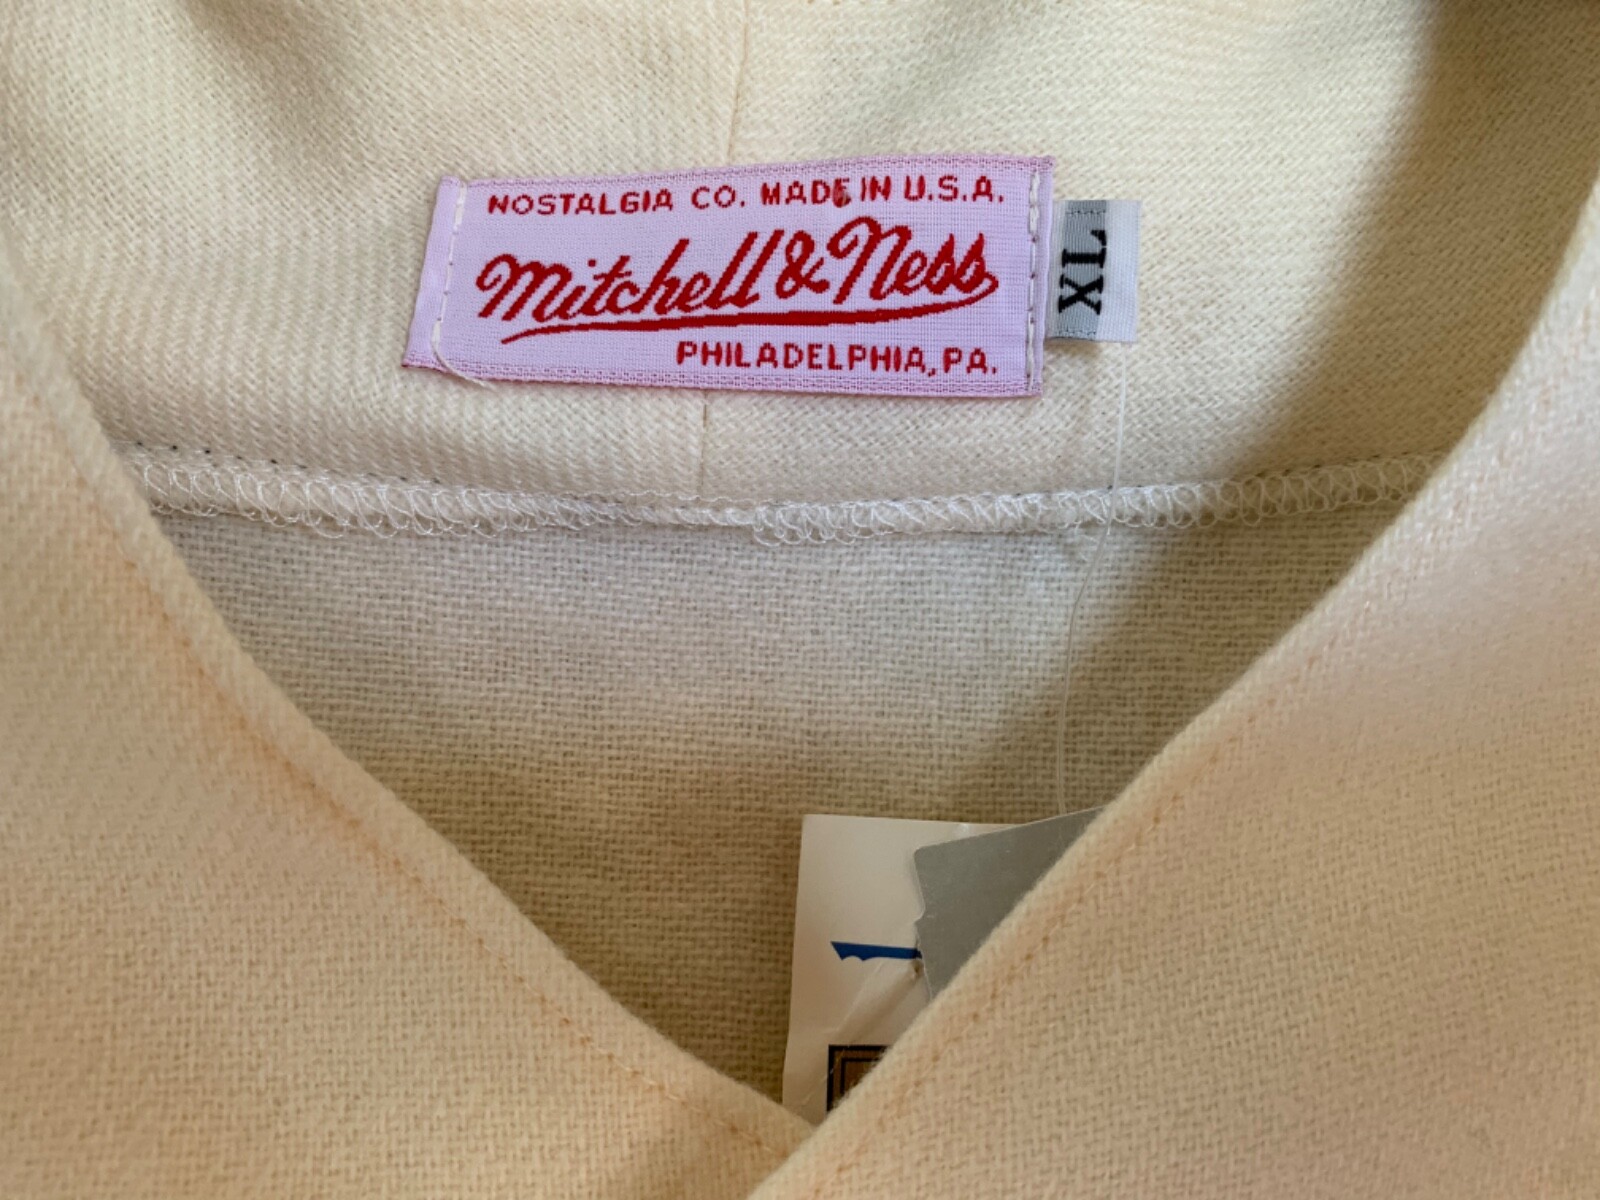 NOSTALGIA CO. MADE IN U.S.A.
Mitchell & Ness
PHILADELPHIA, PA.
XL